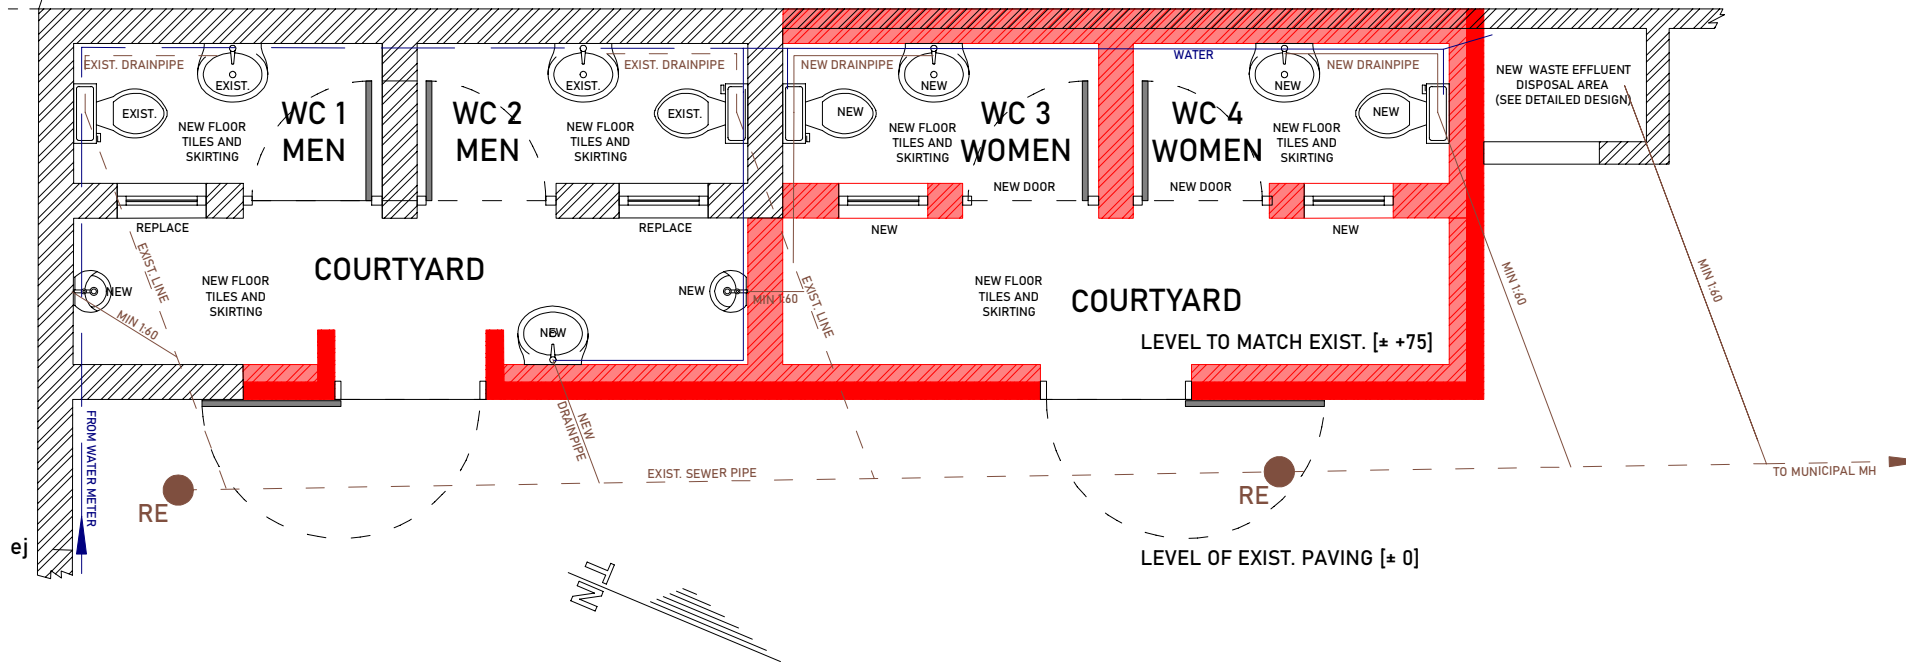 EXIST. DRAINPIPE
EXIST. DRAINPIPE
NEW DRAINPIPE
WATER
NEW DRAINPIPE
EXIST.
EXIST.
NEW
NEW
EXIST.
EXIST.
NEW
NEW
WC 1
MEN
WC 2
MEN
WC 3
WOMEN
WC 4
WOMEN
NEW FLOOR
TILES AND
SKIRTING
NEW FLOOR
TILES AND
SKIRTING
NEW FLOOR
TILES AND
SKIRTING
NEW FLOOR
TILES AND
SKIRTING
NEW WASTE EFFLUENT
DISPOSAL AREA
(SEE DETAILED DESIGN)
NEW DOOR
NEW DOOR
REPLACE
REPLACE
NEW
NEW
EXIST. LINE
COURTYARD
NEW FLOOR
TILES AND
SKIRTING
NEW
NEW
MIN 1:60
MIN 1:60
EXIST. LINE
NEW FLOOR
TILES AND
SKIRTING
COURTYARD
MIN 1:60
MIN 1:60
NEW
LEVEL TO MATCH EXIST. [± +75]
FROM WATER METER
NEW
DRAINPIPE
EXIST. SEWER PIPE
TO MUNICIPAL MH
RE
RE
ej
LEVEL OF EXIST. PAVING [± 0]
TN